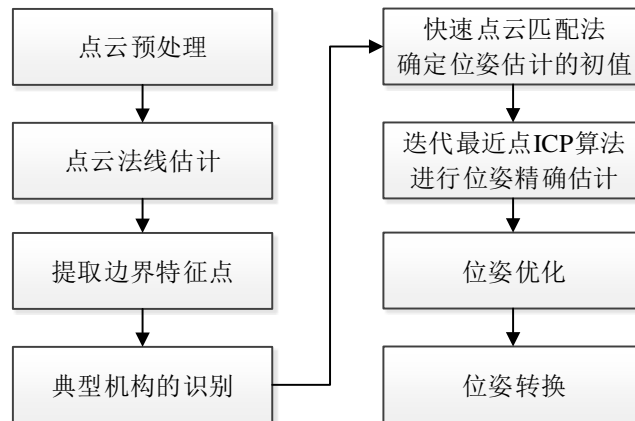 点云预处理
点云法线估计
提取边界特征点
典型机构的识别
快速点云匹配法
确定位姿估计的初值
迭代最近点ICP算法
进行位姿精确估计
位姿优化
位姿转换